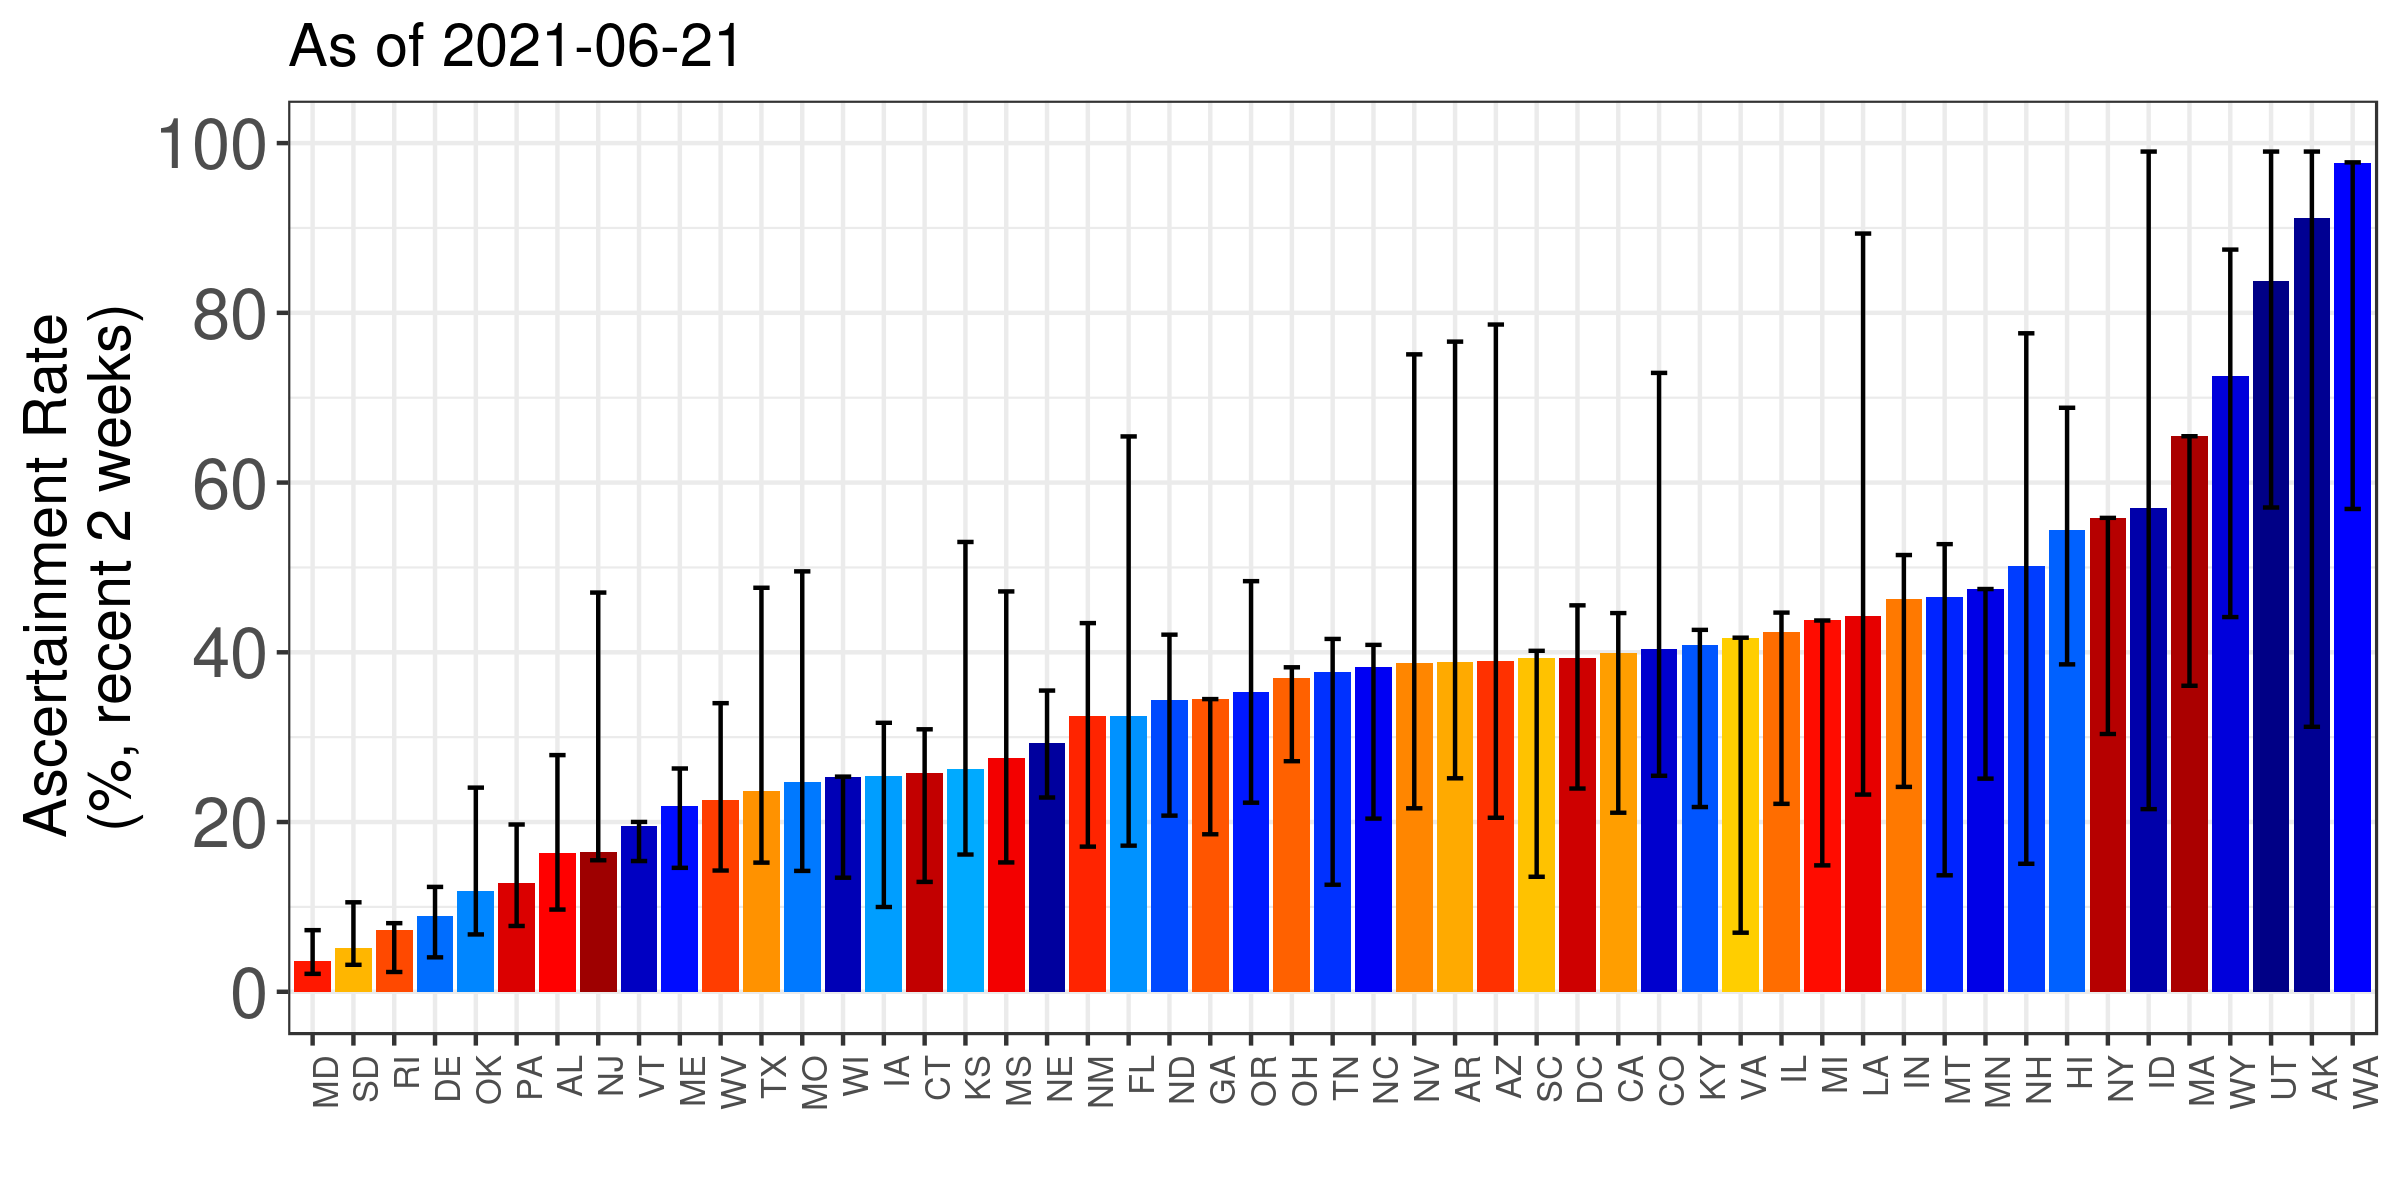 As of 2021-06-21
Ascertainment Rate
(%, recent 2 weeks)
100
80
60
40
20
0
MD SD RI DE OK PA AL NJ VT ME WV TX MO WI IA CT KS MS NE NM FL ND GA OR OH TN NC NV AR AZ SC DC CA CO KY VA IL MI LA IN MT MN NH HI NY ID MA WY UT AK WA